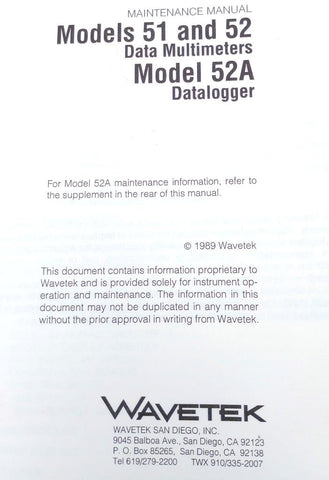 MAINTENANCE MANUAL
Models 51 and 52
Data Multimeters
Model 52A
Datalogger
For Model 52A maintenance information, refer to
the supplement in the rear of this manual.
© 1989 Wavetek
This document contains information proprietary to
Wavetek and is provided solely for instrument op-
eration and maintenance. The information in this
document may not be duplicated in any manner
without the prior approval in writing from Wavetek.
WAVETEK
WAVETEK SAN DIEGO, INC.
9045 Balboa Ave., San Diego, CA 92123
P. O. Box 85265, San Diego, CA 92138
Tel 619/279-2200 TWX 910/335-2007